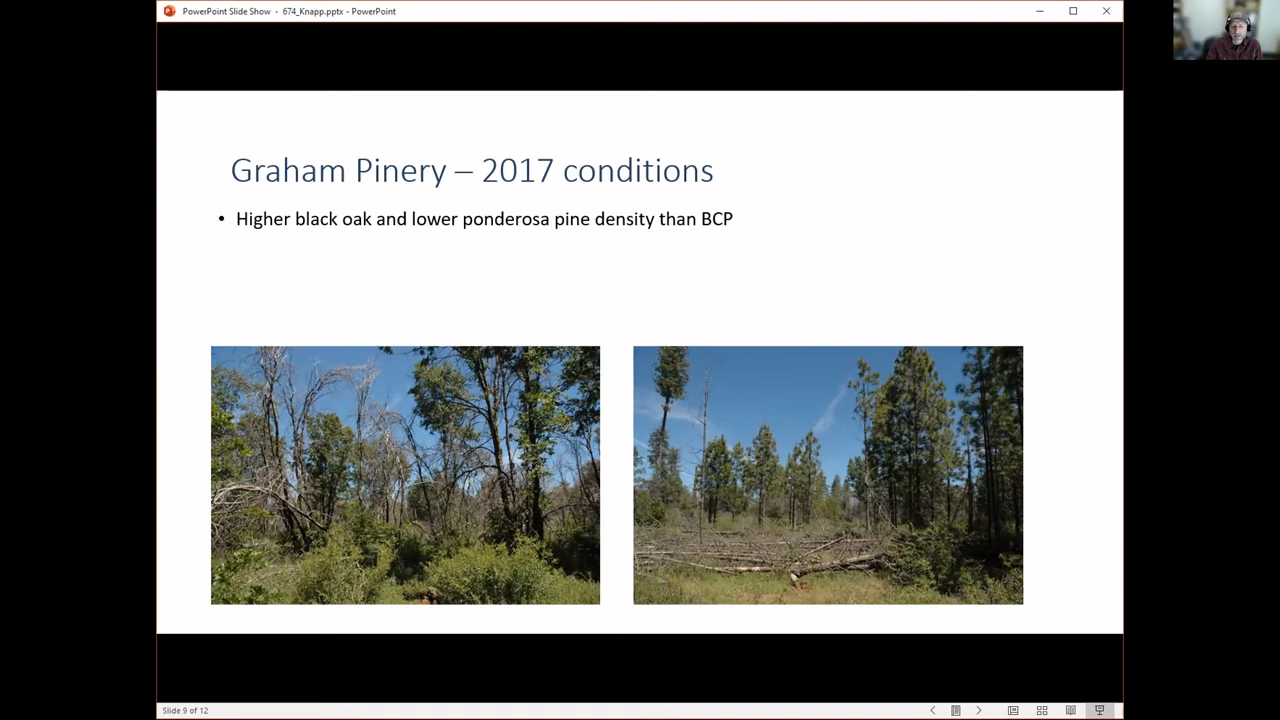 PowerPoint Slide Show - 674_Knapp.pptx - PowerPoint
Graham Pinery – 2017 conditions
• Higher black oak and lower ponderosa pine density than BCP
Slide 9 of 12